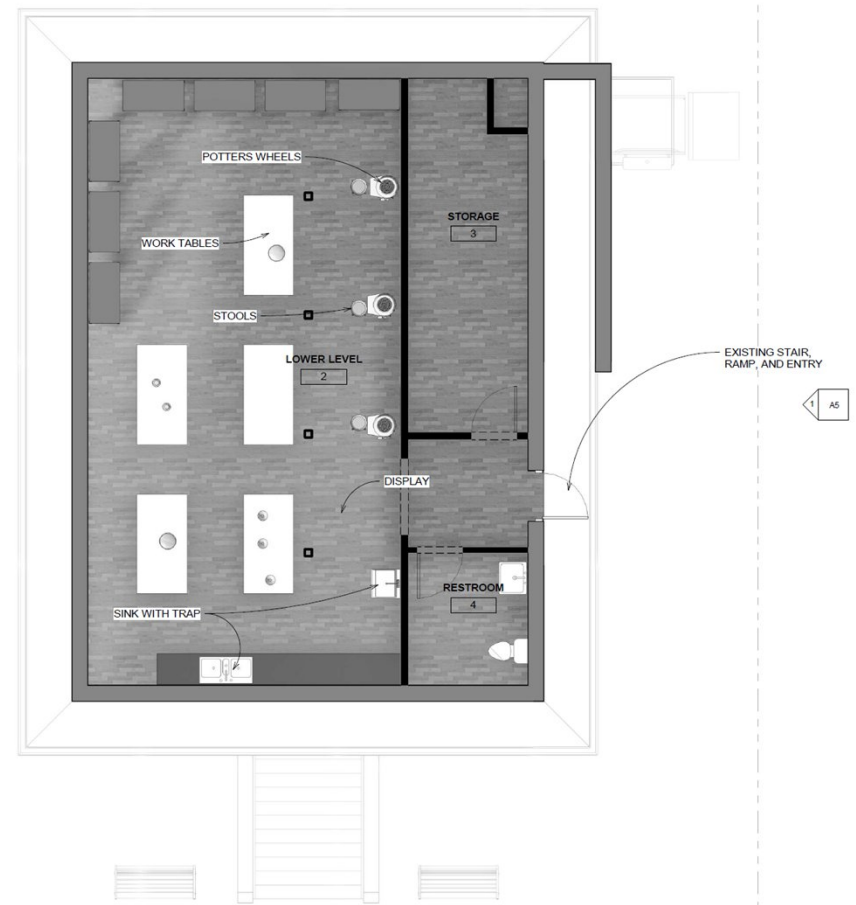 POTTERS WHEELS
STORAGE
3
WORK TABLES
STOOLS
LOWER LEVEL
2
EXISTING STAIR,
RAMP, AND ENTRY
1 A5
DISPLAY
RESTROOM
4
SINK WITH TRAP